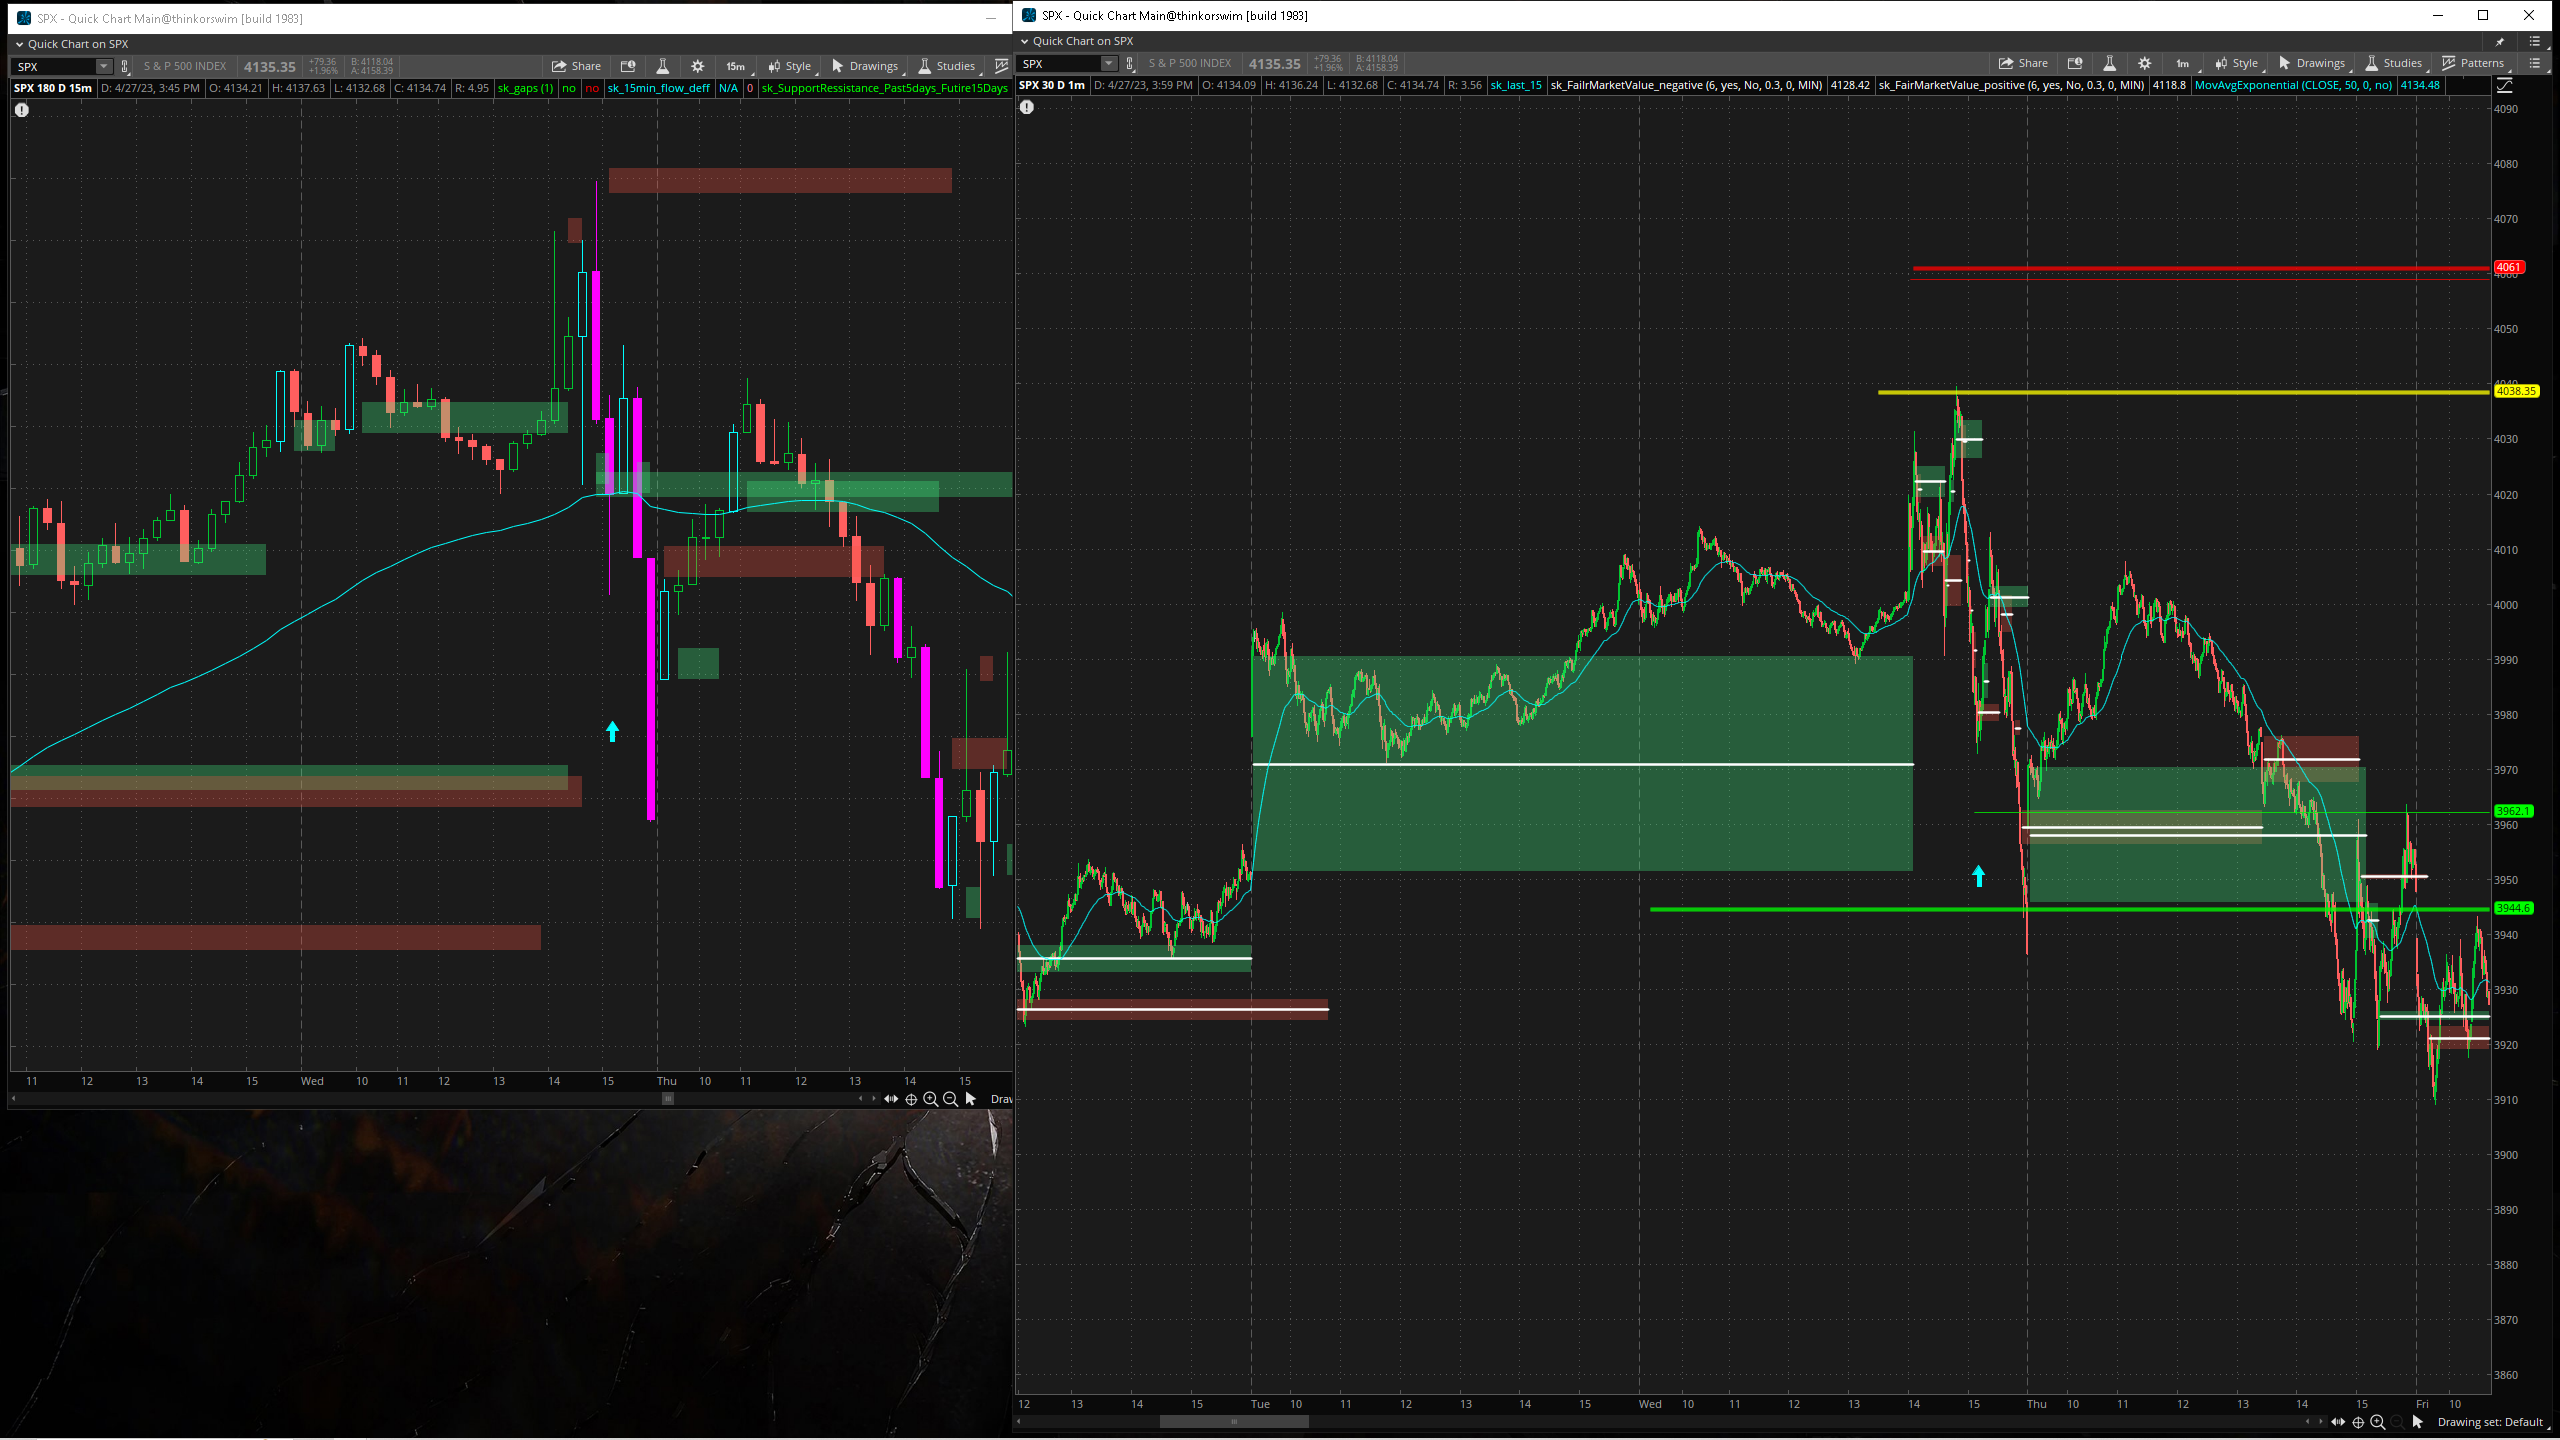 SPX - Quick Chart Main@thinkorswim [build 1983]
Quick Chart on SPX
SPX S & P 500 INDEX 4135.35 +79.36 +1.96% B: 4118.04 A: 4158.39 Share 15m Style Drawings Studies
SPX 180 D 15m D: 4/27/23, 3:45 PM O: 4134.21 H: 4137.63 L: 4132.68 C: 4134.74 R: 4.95 sk_gaps (1) no no sk_15min_flow_deff N/A 0 sk_SupportRessistance_Past5days_Futire15Days
11 12 13 14 15 Wed 10 11 12 13 14 15 Thu 10 11 12 13 14 15
Draw
SPX - Quick Chart Main@thinkorswim [build 1983]
Quick Chart on SPX
SPX S & P 500 INDEX 4135.35 +79.36 +1.96% B: 4118.04 A: 4158.39 Share 1m Style Drawings Studies Patterns
SPX 30 D 1m D: 4/27/23, 3:59 PM O: 4134.09 H: 4136.24 L: 4132.68 C: 4134.74 R: 3.56 sk_last_15 sk_FailrMarketValue_negative (6, yes, No, 0.3, 0, MIN) 4128.42 sk_FairMarketValue_positive (6, yes, No, 0.3, 0, MIN) 4118.8 MovAvgExponential (CLOSE, 50, 0, no) 4134.48
4090
4080
4070
4061
4060
4050
4040
4038.35
4030
4020
4010
4000
3990
3980
3970
3962.1
3960
3950
3944.6
3940
3930
3920
3910
3900
3890
3880
3870
3860
12 13 14 15 Tue 10 11 12 13 14 15 Wed 10 11 12 13 14 15 Thu 10 11 12 13 14 15 Fri 10
Drawing set: Default